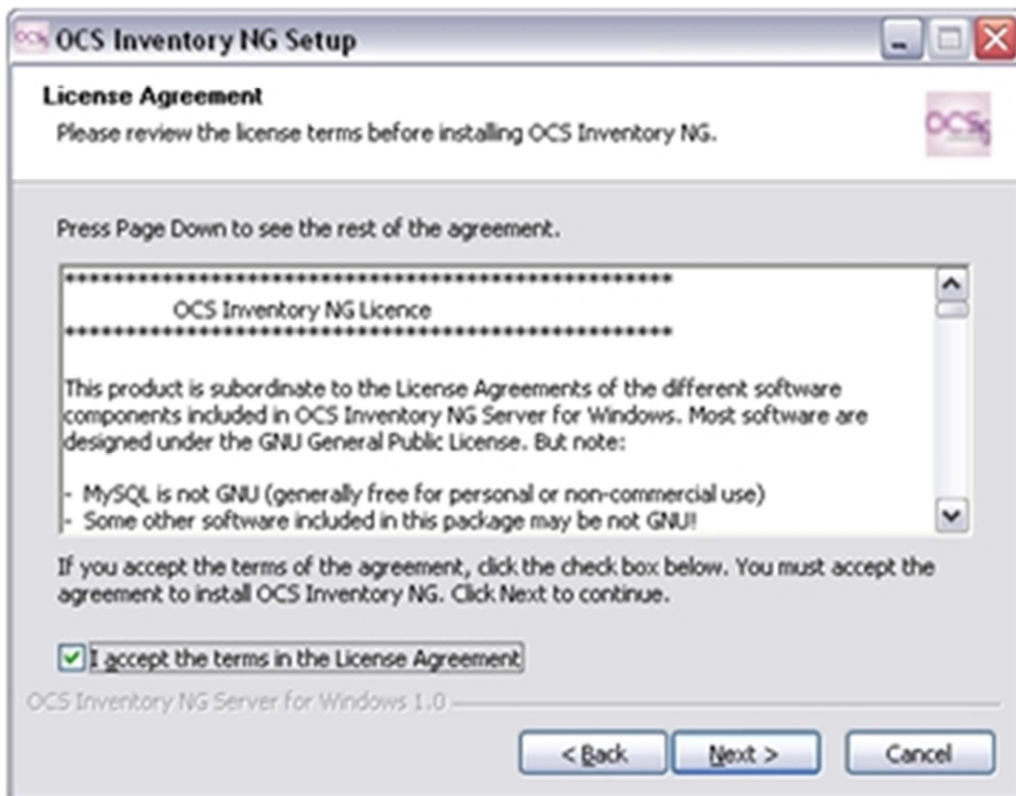 OCS Inventory NG Setup
License Agreement
Please review the license terms before installing OCS Inventory NG.
OCS
Press Page Down to see the rest of the agreement.
**************************************************
OCS Inventory NG Licence
**************************************************
This product is subordinate to the License Agreements of the different software
components included in OCS Inventory NG Server for Windows. Most software are
designed under the GNU General Public License. But note:
- MySQL is not GNU (generally free for personal or non-commercial use)
- Some other software included in this package may be not GNU!
If you accept the terms of the agreement, click the check box below. You must accept the
agreement to install OCS Inventory NG. Click Next to continue.
I accept the terms in the License Agreement
OCS Inventory NG Server for Windows 1.0
< Back Next > Cancel